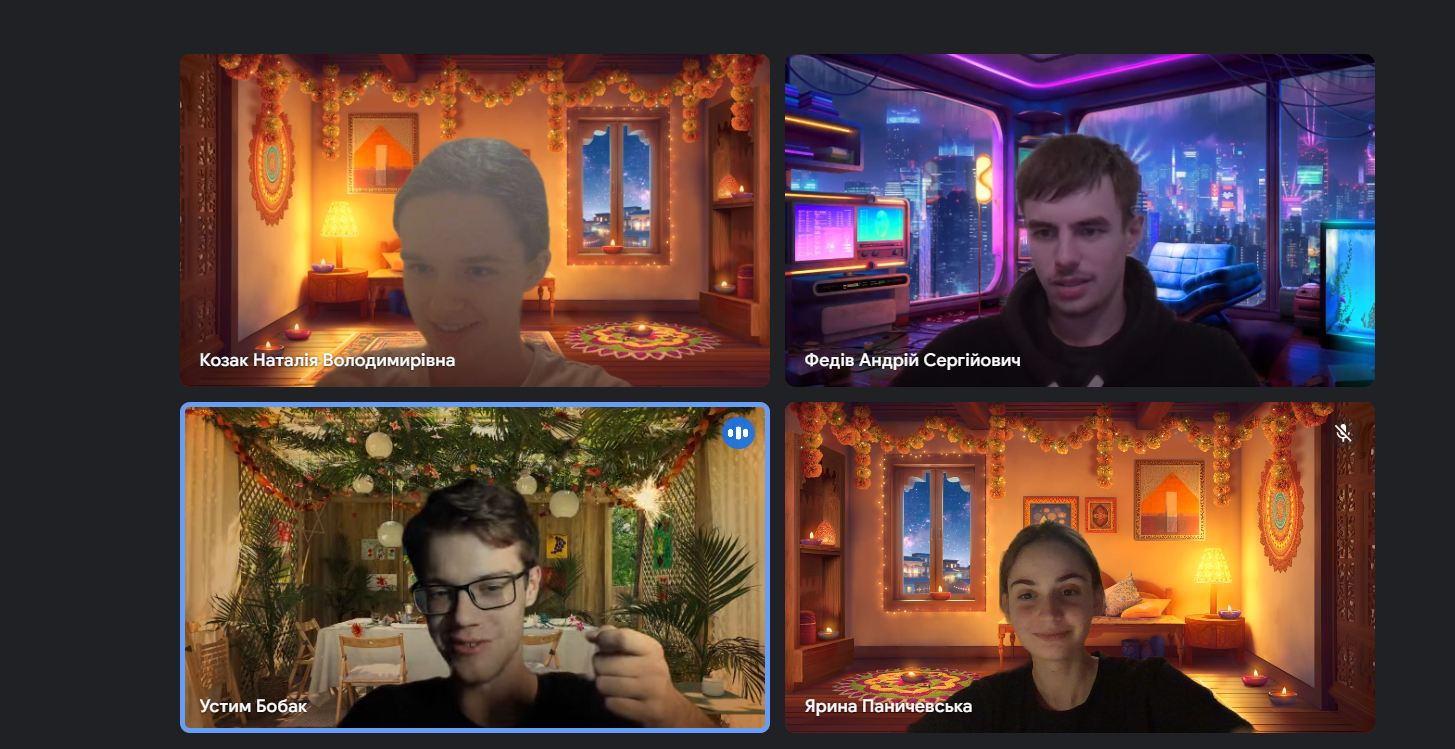 Козак Наталія Володимирівна
Федів Андрій Сергійович
Устим Бобак
Ярина Паничевська